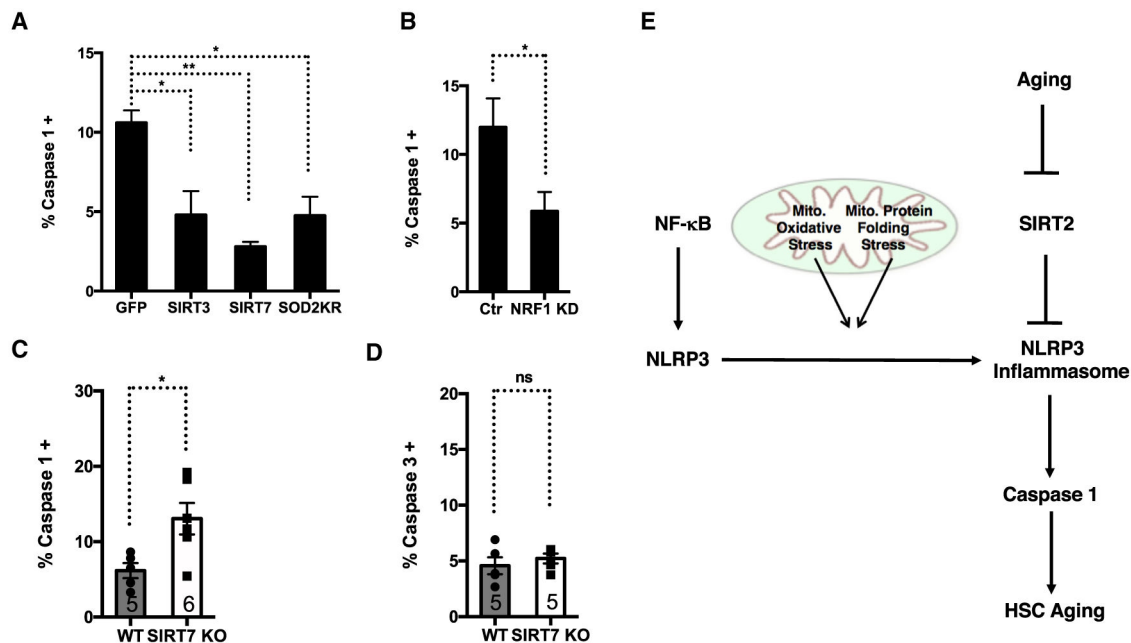 A
% Caspase 1 +
15
10
5
0
*
**
*
GFP SIRT3 SIRT7 SOD2KR
B
% Caspase 1 +
15
10
5
0
*
Ctr NRF1 KD
C
% Caspase 1 +
30
20
10
0
*
5 6
WT SIRT7 KO
D
% Caspase 3 +
20
15
10
5
0
ns
5 5
WT SIRT7 KO
E
Aging
NF-κB
Mito.
Oxidative
Stress
Mito. Protein
Folding
Stress
SIRT2
NLRP3
NLRP3
Inflammasome
Caspase 1
HSC Aging